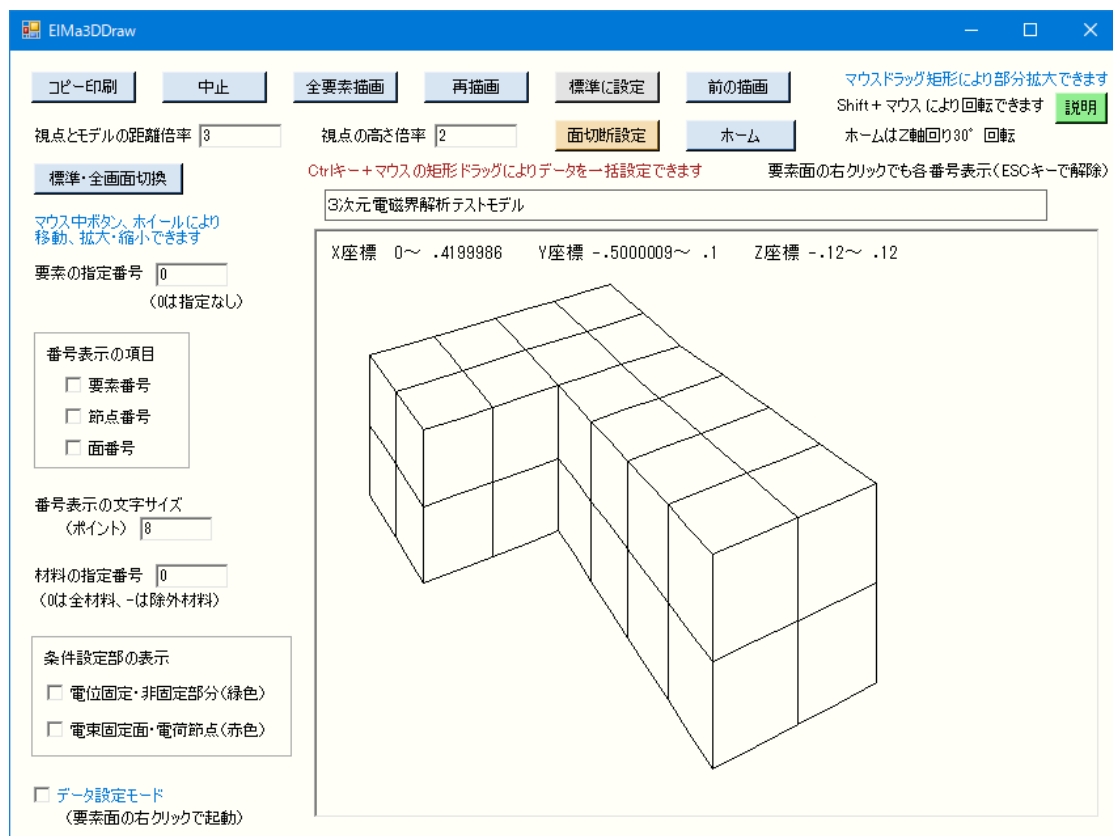 ElMa3DDraw
コピー印刷 中止 全要素描画 再描画 標準に設定 前の描画 マウスドラッグ矩形により部分拡大できます
Shift+マウスにより回転できます 説明
視点とモデルの距離倍率 3 視点の高さ倍率 2 面切断設定 ホーム ホームはZ軸回り30°回転
標準・全画面切換 Ctrlキー+マウスの矩形ドラッグによりデータを一括設定できます 要素面の右クリックでも各番号表示(ESCキーで解除)
3次元電磁界解析テストモデル
マウス中ボタン、ホイールにより
移動、拡大・縮小できます
X座標 0~ .4199986 Y座標 -.5000009~ .1 Z座標 -.12~ .12
要素の指定番号 0
(0は指定なし)
番号表示の項目
要素番号
節点番号
面番号
番号表示の文字サイズ
(ポイント) 8
材料の指定番号 0
(0は全材料、-は除外材料)
条件設定部の表示
電位固定・非固定部分(緑色)
電束固定面・電荷節点(赤色)
データ設定モード
(要素面の右クリックで起動)